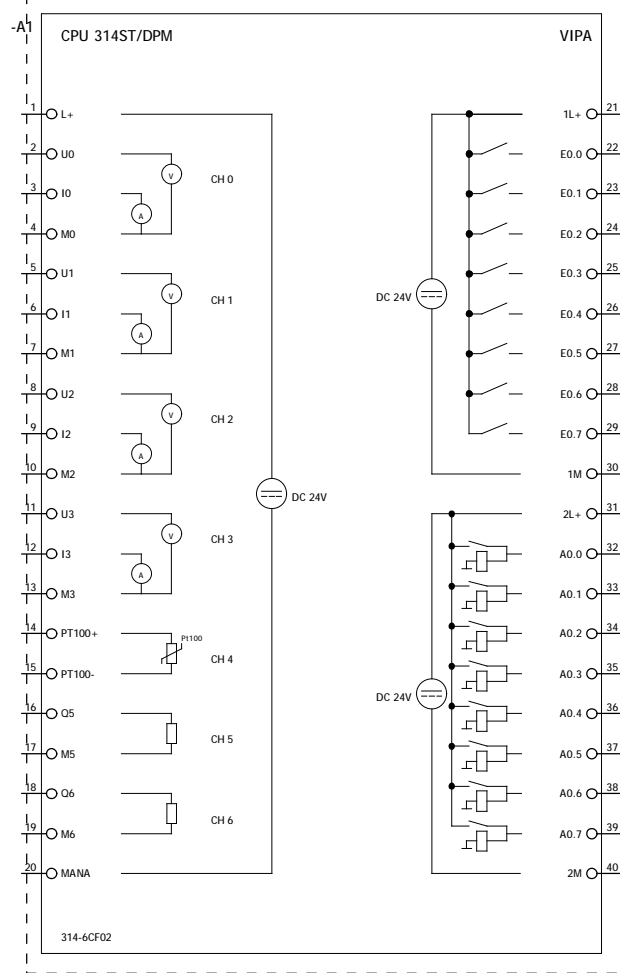 -A1
CPU 314ST/DPM VIPA
1 L+ 1L+ 21
2 U0 E0.0 22
V CH 0
3 I0 E0.1 23
A
4 M0 E0.2 24
5 U1 E0.3 25
V CH 1 DC 24V
6 I1 E0.4 26
A
7 M1 E0.5 27
8 U2 E0.6 28
V CH 2
9 I2 E0.7 29
A
10 M2 1M 30
DC 24V
11 U3 2L+ 31
V CH 3
12 I3 A0.0 32
A
13 M3 A0.1 33
14 PT100+ A0.2 34
Pt100
CH 4
15 PT100- A0.3 35
DC 24V
16 Q5 A0.4 36
CH 5
17 M5 A0.5 37
18 Q6 A0.6 38
CH 6
19 M6 A0.7 39
20 MANA 2M 40
314-6CF02